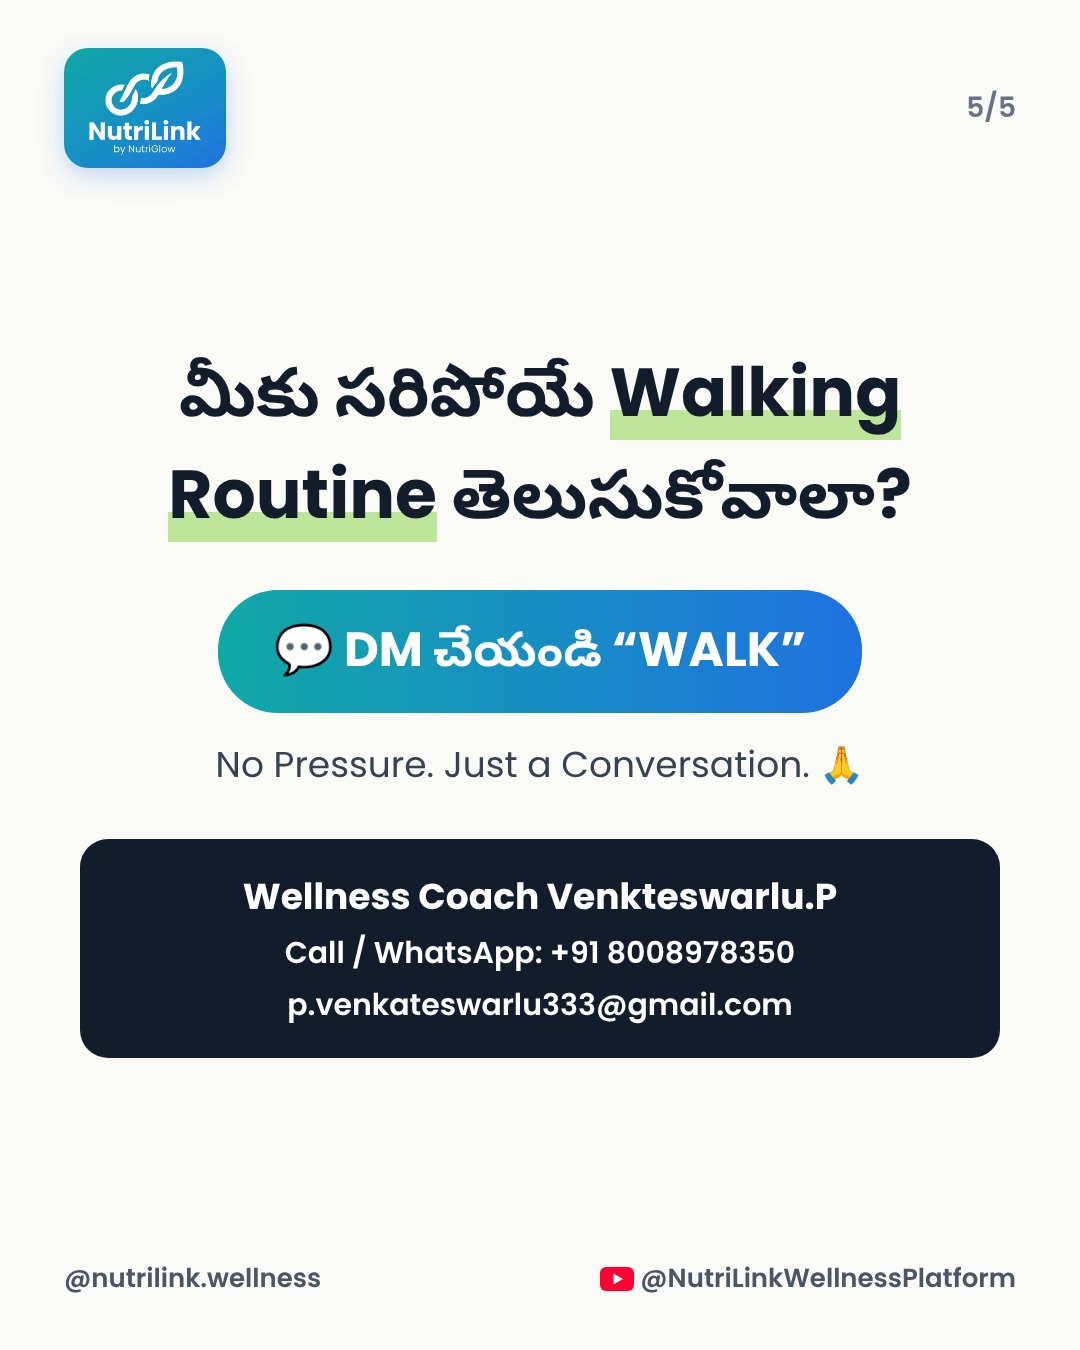 NutriLink
by NutriGlow
5/5
మీకు సరిపోయే Walking
Routine తెలుసుకోవాలా?
💬 DM చేయండి “WALK”
No Pressure. Just a Conversation. 🙏
Wellness Coach Venkteswarlu.P
Call / WhatsApp: +91 8008978350
p.venkateswarlu333@gmail.com
@nutrilink.wellness
@NutriLinkWellnessPlatform